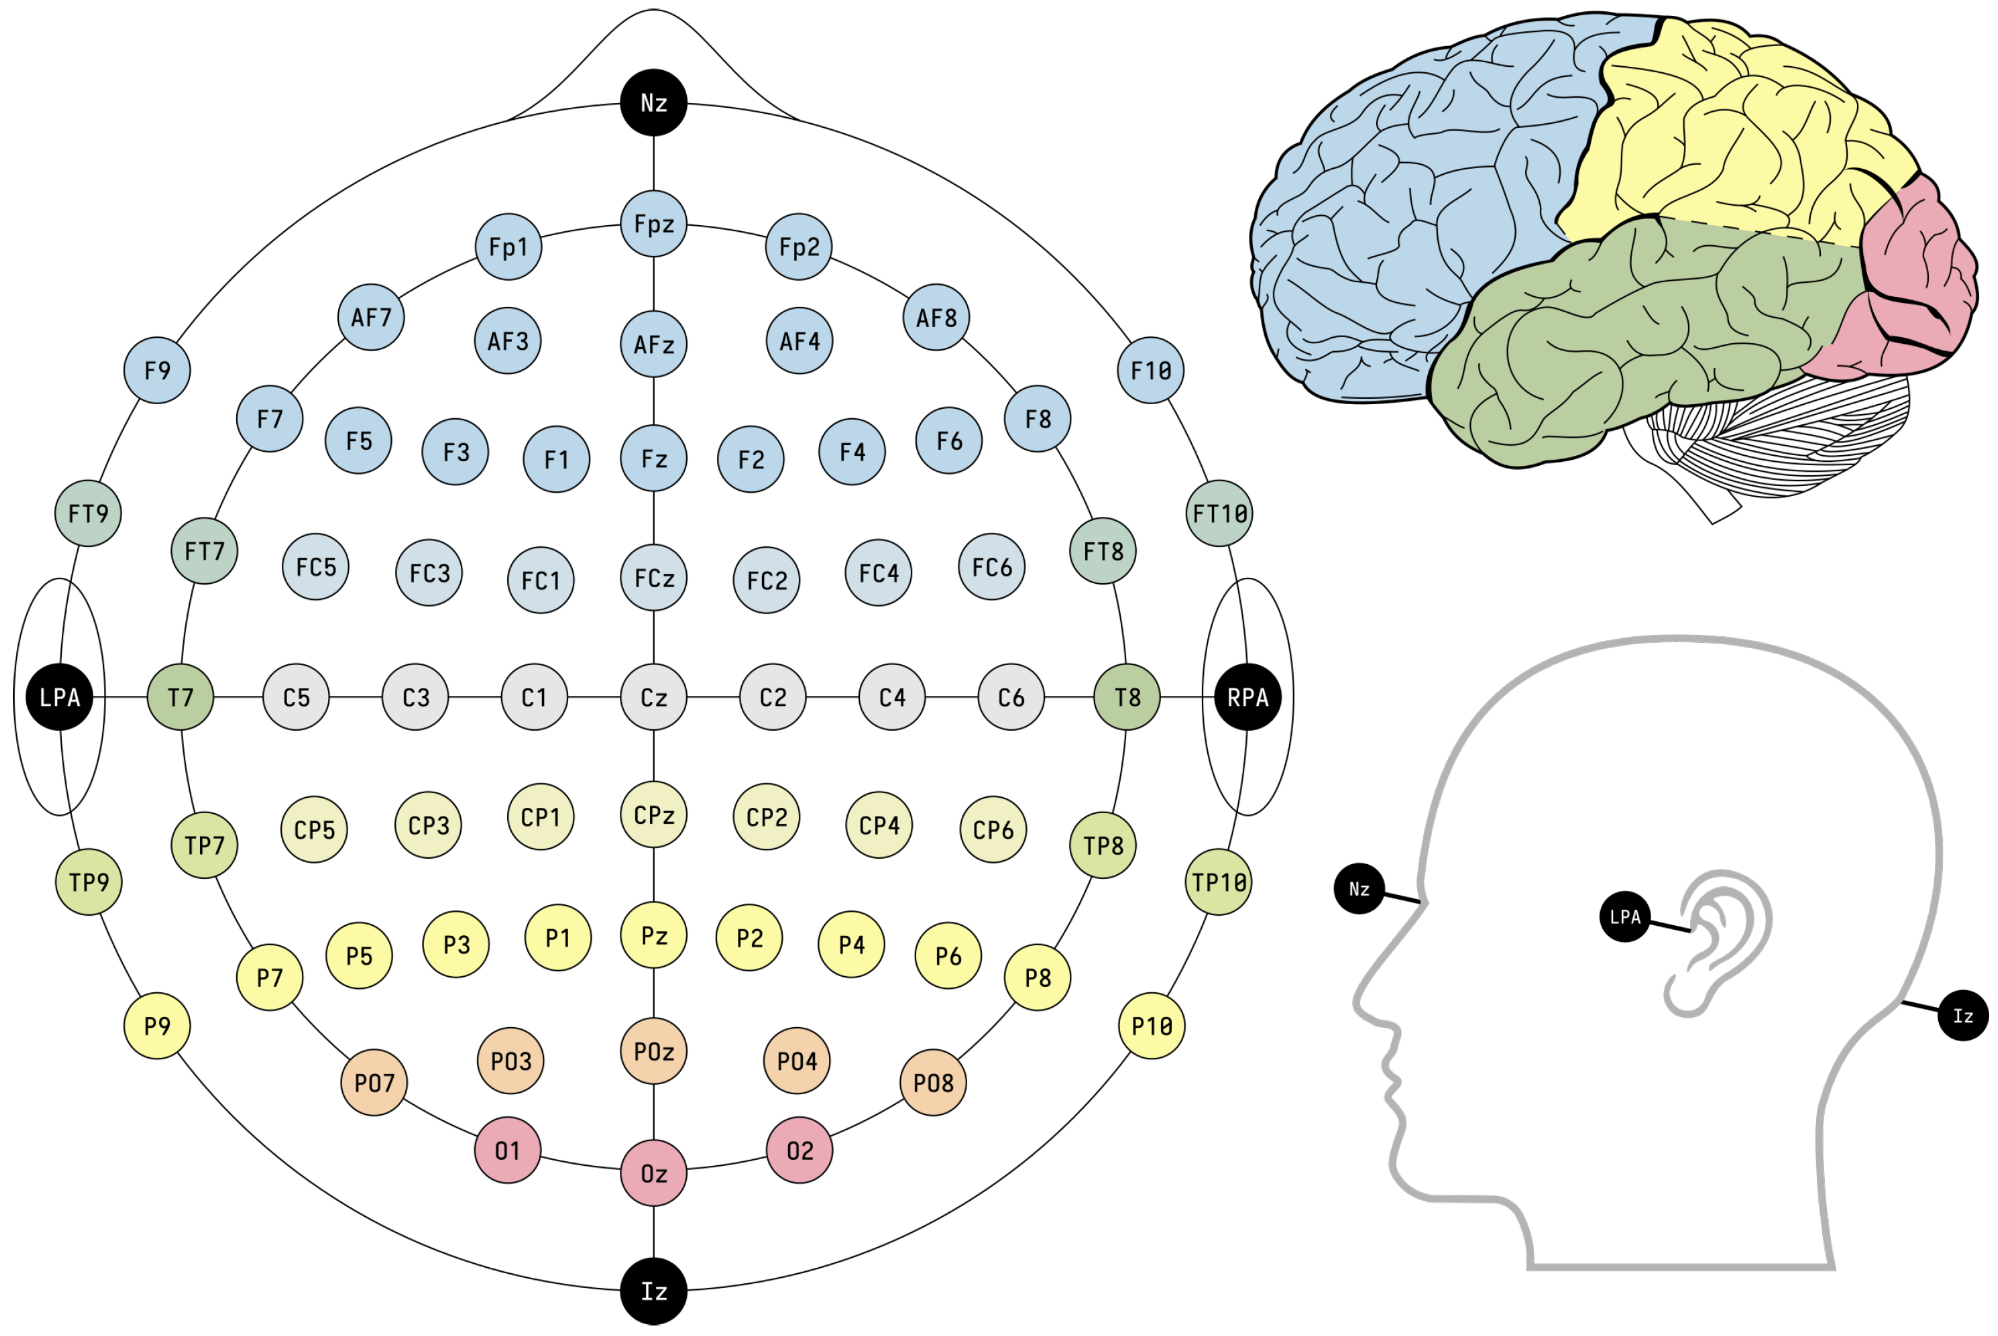 Nz
Fp1 Fpz Fp2
AF7 AF3 AFz AF4 AF8
F9 F7 F5 F3 F1 Fz F2 F4 F6 F8 F10
FT9 FT7 FC5 FC3 FC1 FCz FC2 FC4 FC6 FT8 FT10
LPA T7 C5 C3 C1 Cz C2 C4 C6 T8 RPA
TP9 TP7 CP5 CP3 CP1 CPz CP2 CP4 CP6 TP8 TP10
P9 P7 P5 P3 P1 Pz P2 P4 P6 P8 P10
PO7 PO3 POz PO4 PO8
O1 Oz O2
Iz
Nz
LPA
Iz